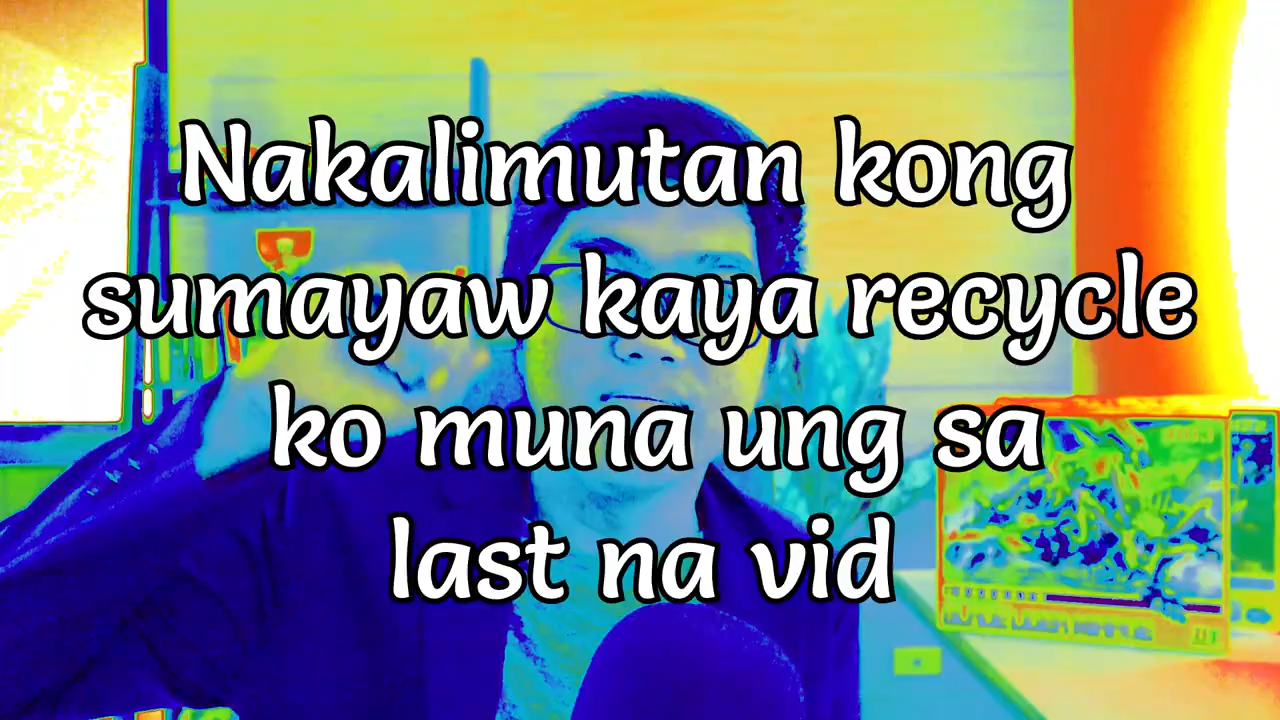 Nakalimutan kong
sumayaw kaya recycle
ko muna ung sa
last na vid